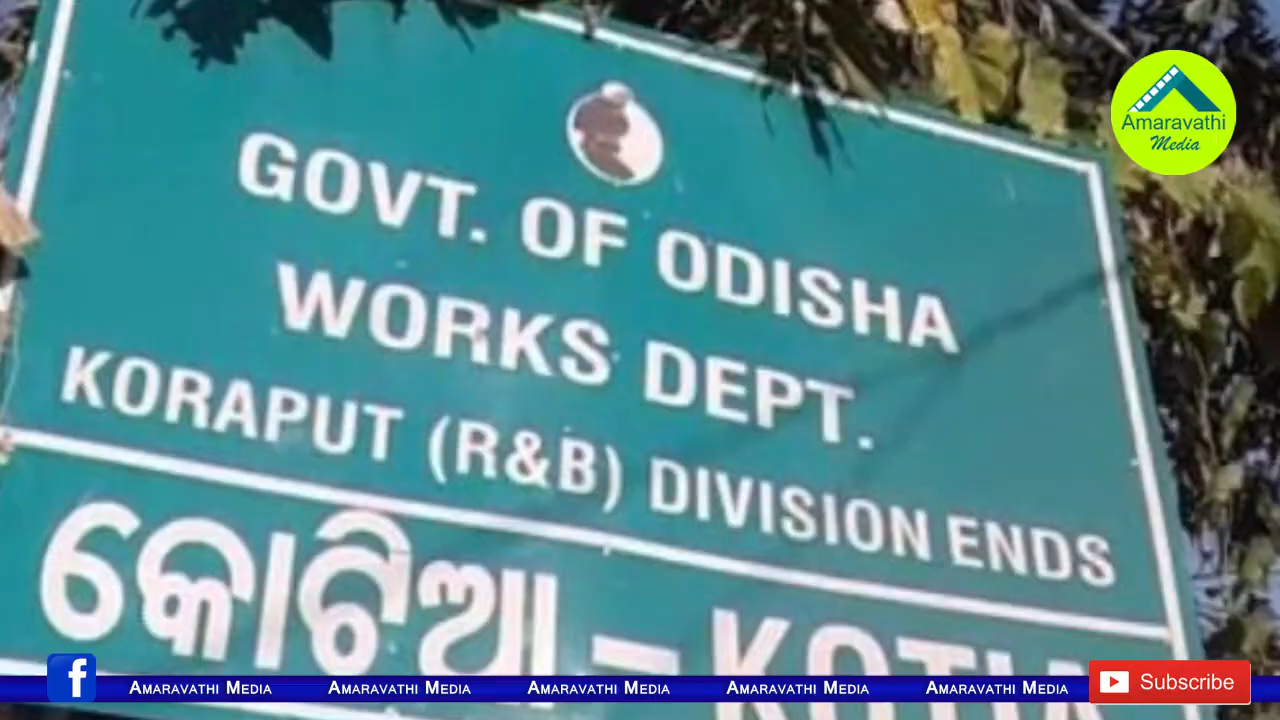 GOVT. OF ODISHA
WORKS DEPT.
KORAPUT (R&B) DIVISION ENDS
କୋଟିଆ – KOTIA
Amaravathi
Media
AMARAVATHI MEDIA AMARAVATHI MEDIA AMARAVATHI MEDIA AMARAVATHI MEDIA AMARAVATHI MEDIA
Subscribe